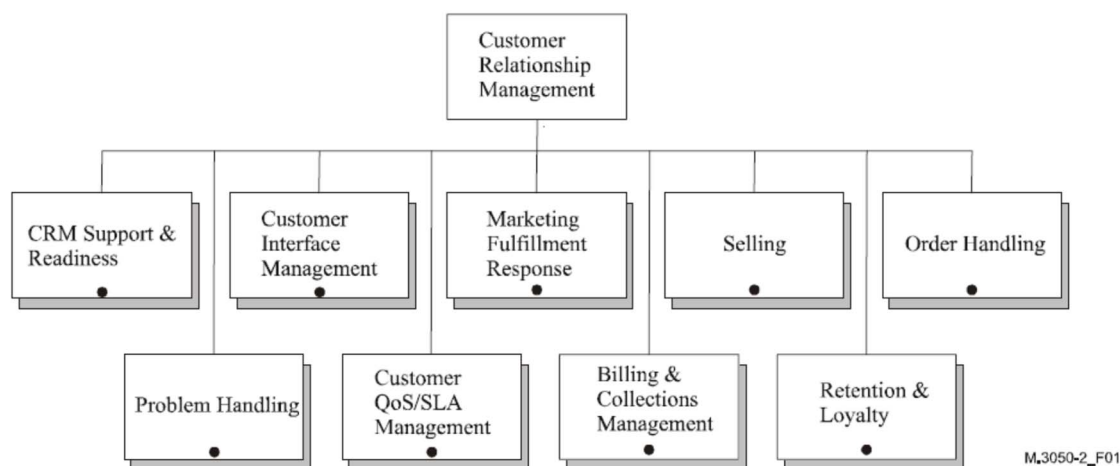 Customer
Relationship
Management
CRM Support &
Readiness
Customer
Interface
Management
Marketing
Fulfillment
Response
Selling
Order Handling
Problem Handling
Customer
QoS/SLA
Management
Billing &
Collections
Management
Retention &
Loyalty
M.3050-2_F01